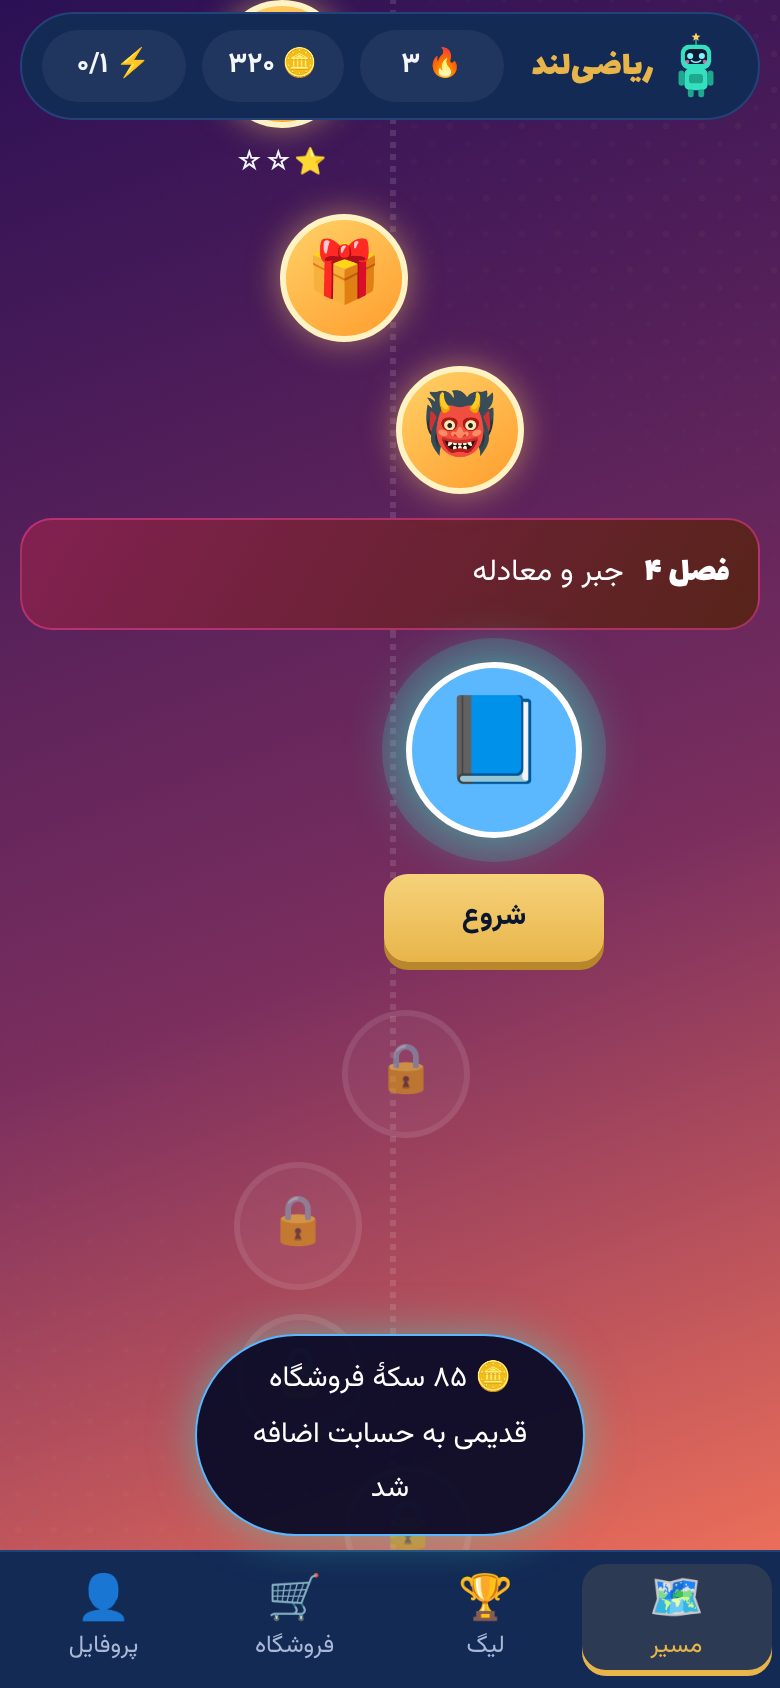 ریاضی‌لند
۳
۳۲۰
۰/۱
فصل ۴ جبر و معادله
شروع
۸۵ سکهٔ فروشگاه
قدیمی به حسابت اضافه
شد
مسیر
لیگ
فروشگاه
پروفایل